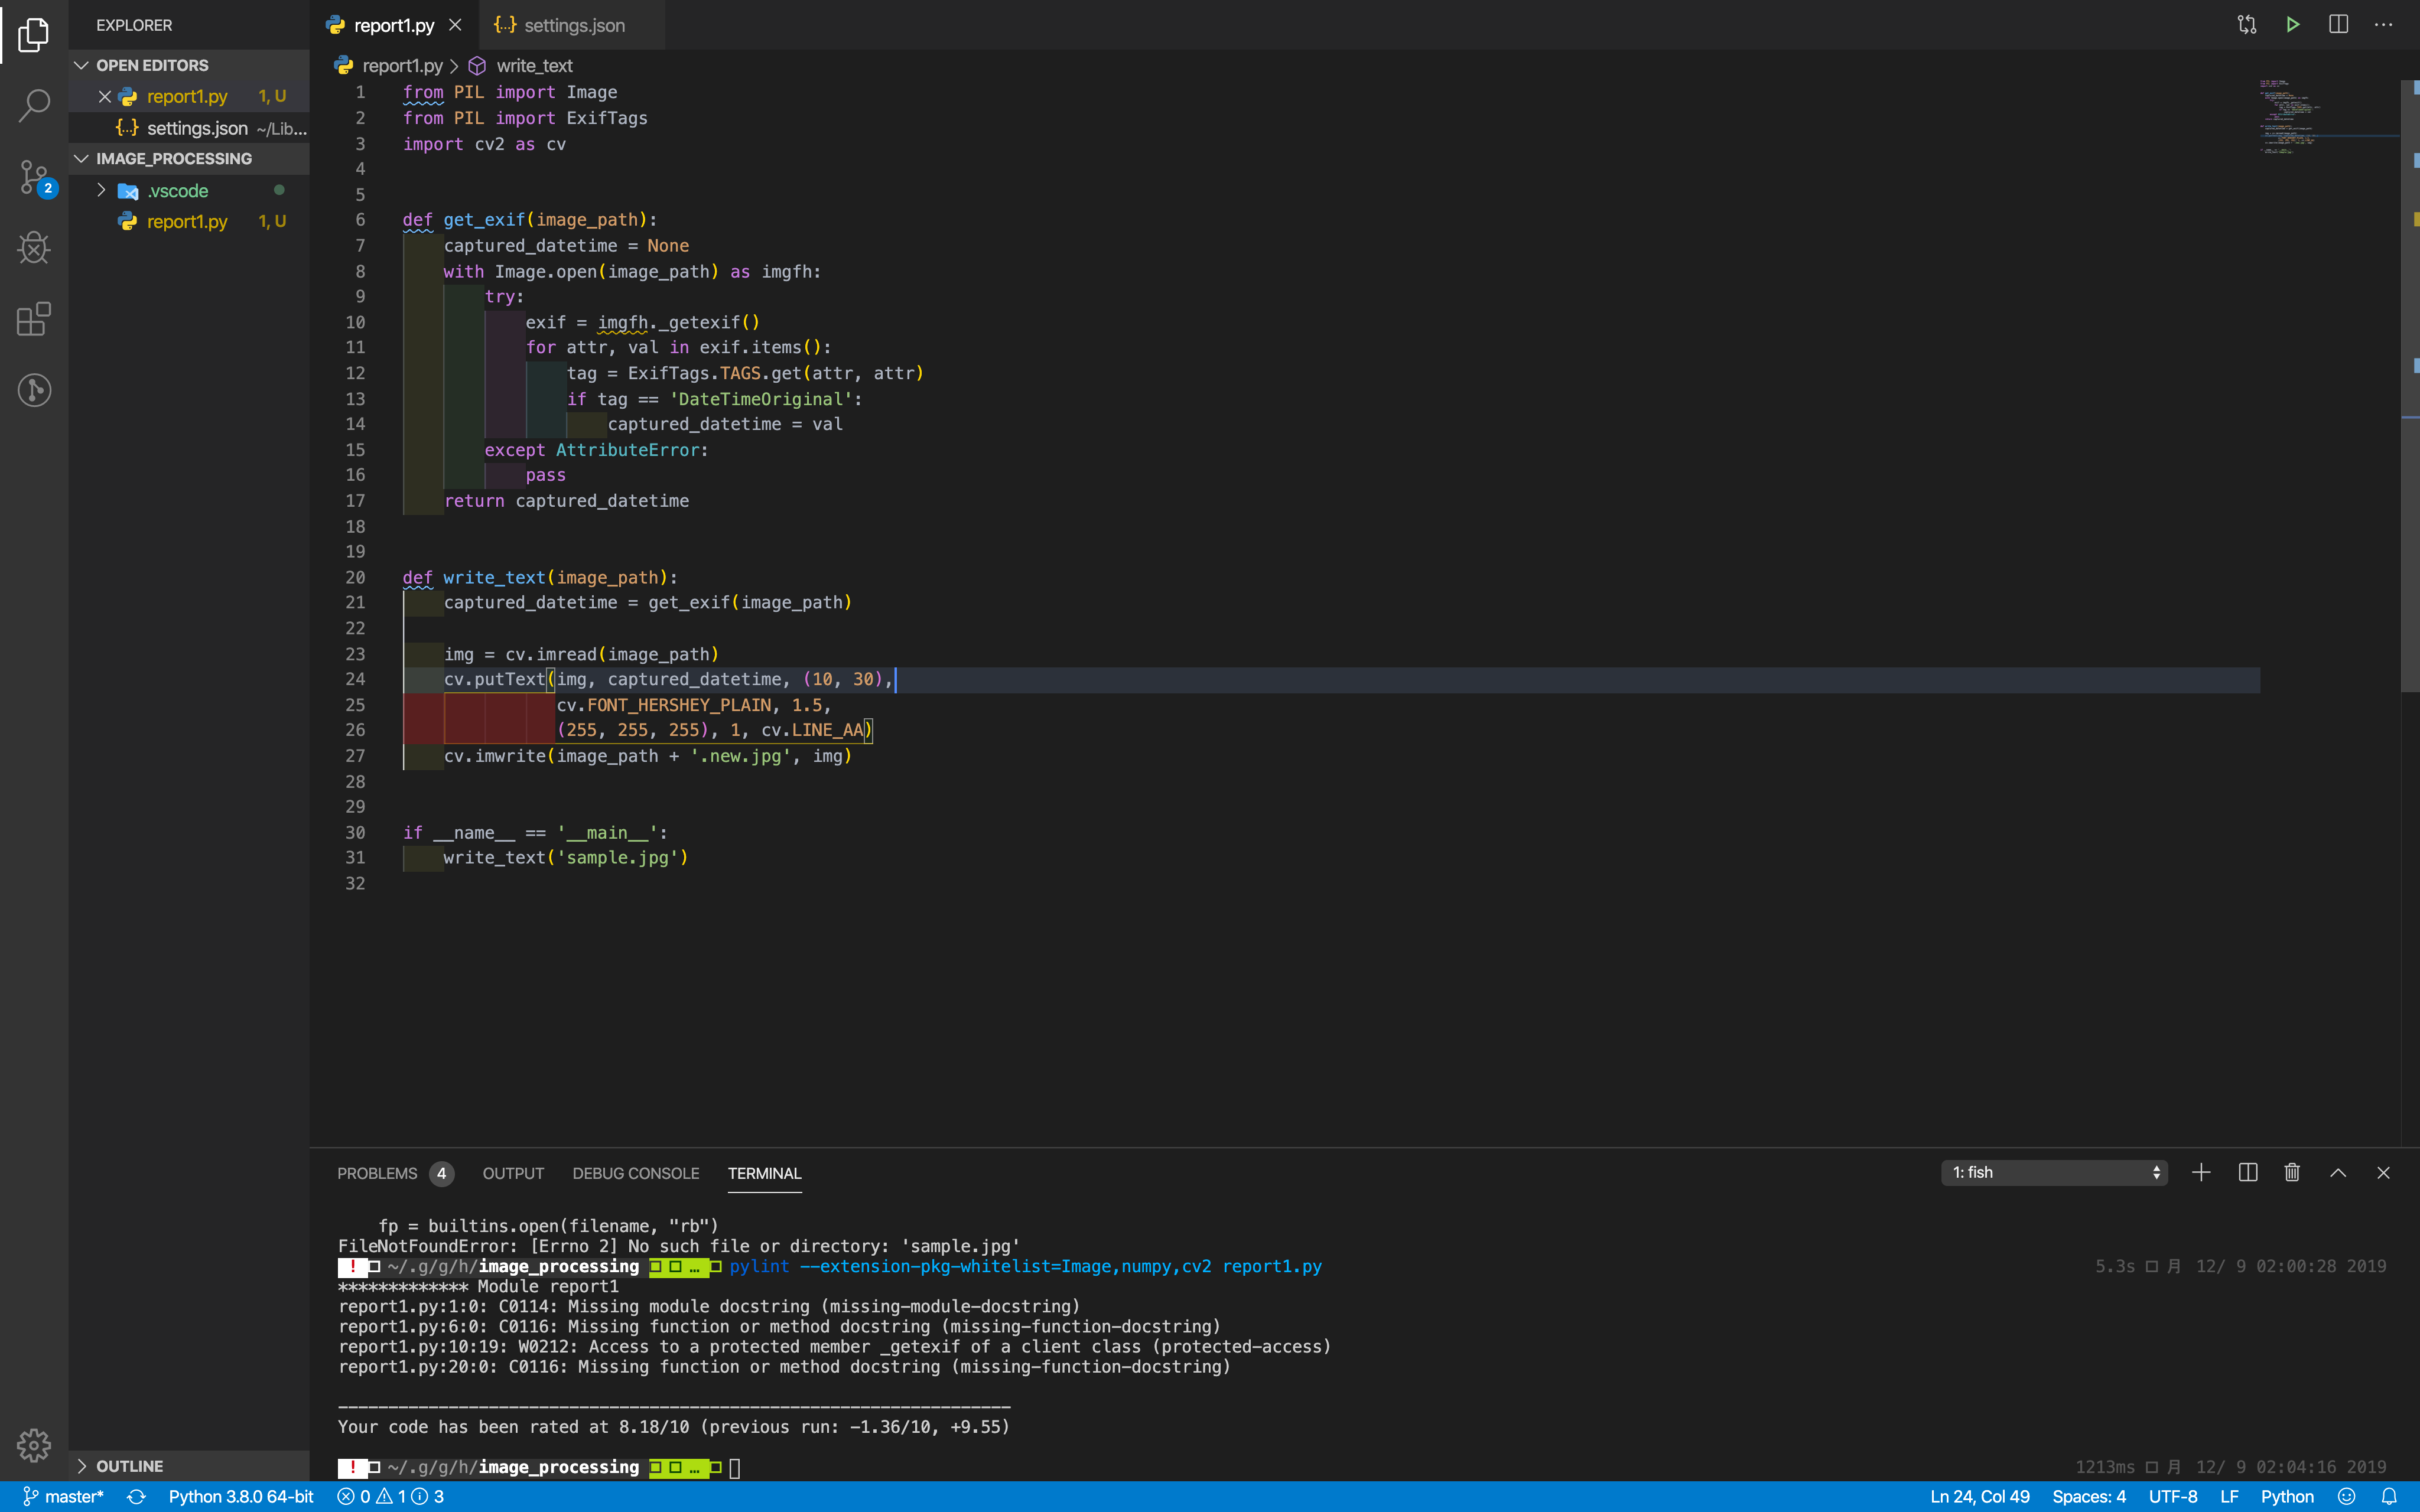 EXPLORER
OPEN EDITORS
report1.py 1, U
settings.json ~/Lib...
IMAGE_PROCESSING
.vscode
report1.py 1, U
2
OUTLINE
report1.py
settings.json
report1.py > write_text
1 from PIL import Image
2 from PIL import ExifTags
3 import cv2 as cv
4
5
6 def get_exif(image_path):
7     captured_datetime = None
8     with Image.open(image_path) as imgfh:
9         try:
10             exif = imgfh._getexif()
11             for attr, val in exif.items():
12                 tag = ExifTags.TAGS.get(attr, attr)
13                 if tag == 'DateTimeOriginal':
14                     captured_datetime = val
15         except AttributeError:
16             pass
17     return captured_datetime
18
19
20 def write_text(image_path):
21     captured_datetime = get_exif(image_path)
22
23     img = cv.imread(image_path)
24     cv.putText(img, captured_datetime, (10, 30),
25                cv.FONT_HERSHEY_PLAIN, 1.5,
26                (255, 255, 255), 1, cv.LINE_AA)
27     cv.imwrite(image_path + '.new.jpg', img)
28
29
30 if __name__ == '__main__':
31     write_text('sample.jpg')
32
PROBLEMS 4 OUTPUT DEBUG CONSOLE TERMINAL 1: fish
    fp = builtins.open(filename, "rb")
FileNotFoundError: [Errno 2] No such file or directory: 'sample.jpg'
! ~/.g/g/h/image_processing … pylint --extension-pkg-whitelist=Image,numpy,cv2 report1.py 5.3s 月 12/ 9 02:00:28 2019
************* Module report1
report1.py:1:0: C0114: Missing module docstring (missing-module-docstring)
report1.py:6:0: C0116: Missing function or method docstring (missing-function-docstring)
report1.py:10:19: W0212: Access to a protected member _getexif of a client class (protected-access)
report1.py:20:0: C0116: Missing function or method docstring (missing-function-docstring)
------------------------------------------------------------------
Your code has been rated at 8.18/10 (previous run: -1.36/10, +9.55)
! ~/.g/g/h/image_processing … 1213ms 月 12/ 9 02:04:16 2019
master* Python 3.8.0 64-bit 0 1 3 Ln 24, Col 49 Spaces: 4 UTF-8 LF Python